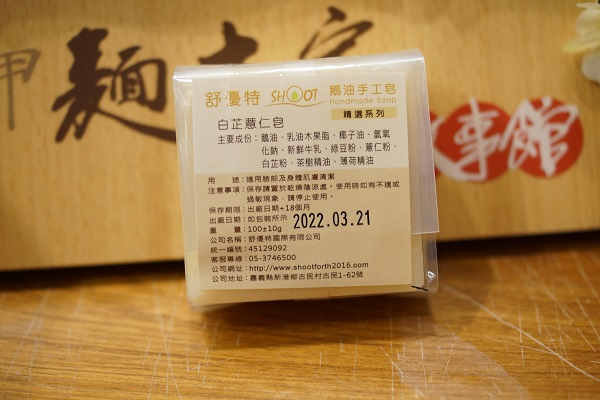 麵
事館
舒優特 SHOOT 鵝油手工皂
Handmade Soap
精選系列
白芷薏仁皂
主要成份：鵝油、乳油木果脂、椰子油、氫氧
化鈉、新鮮牛乳、綠豆粉、薏仁粉、
白芷粉、茶樹精油、薄荷精油
用　　途：適用臉部及身體肌膚清潔
注意事項：保存請置於乾燥陰涼處。使用時如有不適或
過敏現象，請停止使用。
保存期限：出廠日期+18個月
出廠日期：如包裝所示 2022.03.21
重　　量：100±10g
公司名稱：舒優特國際有限公司
統一編號：45129092
客服專線：05-3746500
公司網址：http://www.shootforth2016.com
公司地址：嘉義縣新港鄉古民村古民1-62號